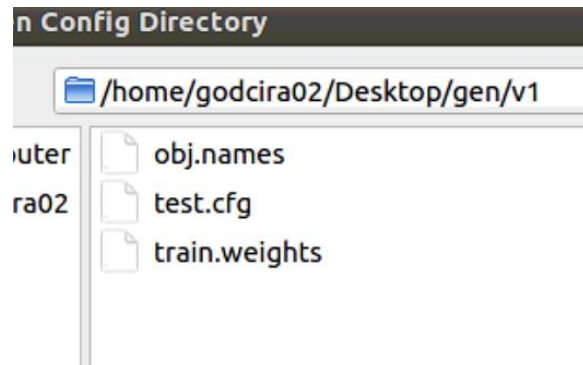 n Config Directory
/home/godcira02/Desktop/gen/v1
uter
obj.names
ra02
test.cfg
train.weights